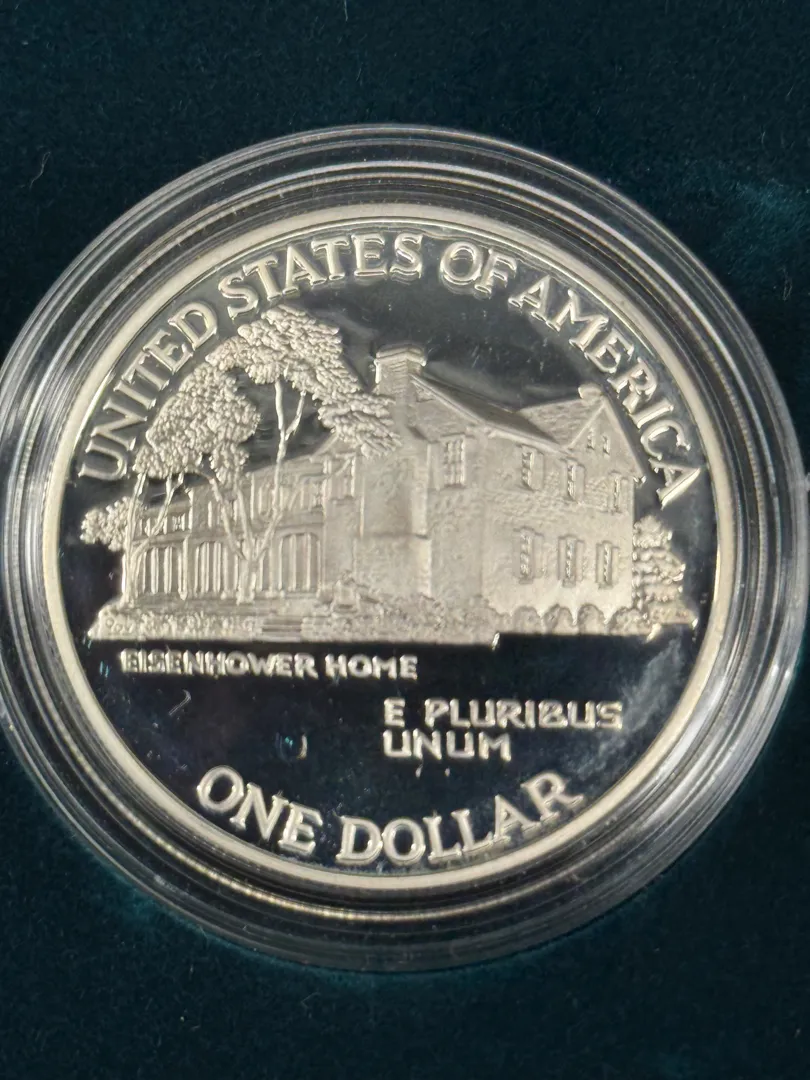 UNITED STATES OF AMERICA
EISENHOWER HOME
E PLURIBUS
UNUM
ONE DOLLAR